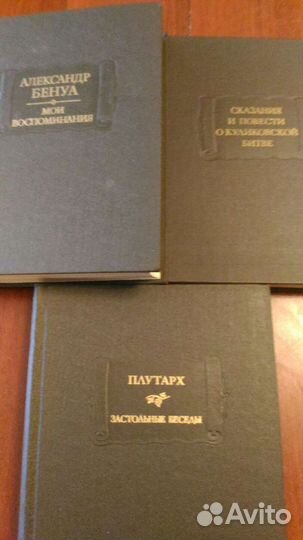 АЛЕКСАНДР
БЕНУА
МОИ
ВОСПОМИНАНИЯ
СКАЗАНИЯ
И ПОВЕСТИ
О КУЛИКОВСКОЙ
БИТВЕ
ПЛУТАРХ
ЗАСТОЛЬНЫЕ БЕСЕДЫ
Avito